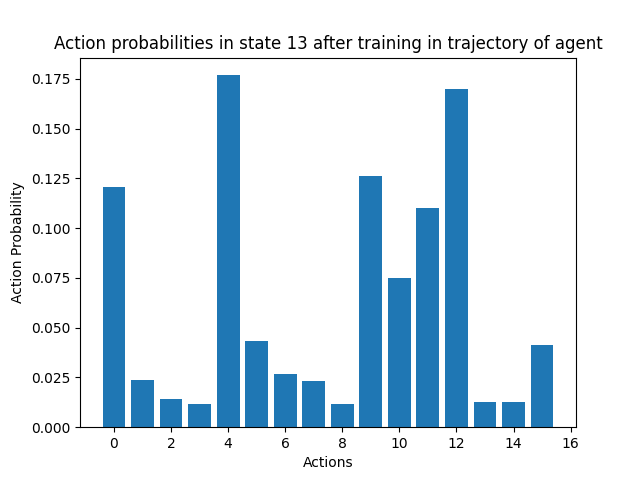 Action probabilities in state 13 after training in trajectory of agent
Action Probability
0.175
0.150
0.125
0.100
0.075
0.050
0.025
0.000
0 2 4 6 8 10 12 14 16
Actions